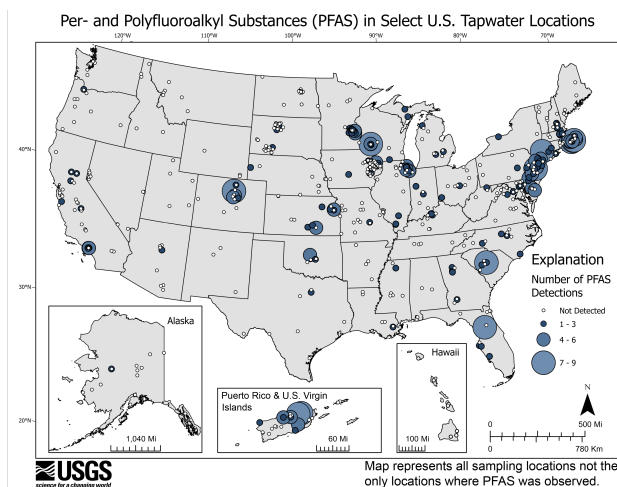 Per- and Polyfluoroalkyl Substances (PFAS) in Select U.S. Tapwater Locations
120°W 110°W 100°W 90°W 80°W 70°W
40°N
40°N
30°N
30°N
20°N
20°N
Explanation
Number of PFAS
Detections
Not Detected
1 - 3
4 - 6
7 - 9
Alaska
1,040 Mi
Puerto Rico & U.S. Virgin
Islands
60 Mi
Hawaii
100 Mi
N
0 500 Mi
0 780 Km
USGS
science for a changing world
Map represents all sampling locations not the
only locations where PFAS was observed.